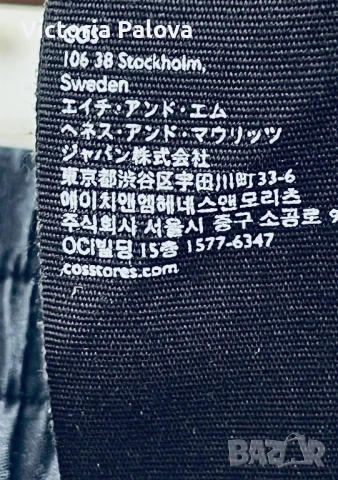 Victoria Palova
COS
106 38 Stockholm,
Sweden
エイチ・アンド・エム
ヘネス・アンド・マウリッツ
ジャパン株式会社
東京都渋谷区宇田川町33-6
에이치앤엠헤네스앤모리츠
주식회사 서울시 중구 소공로 9
OCI빌딩 15층 1577-6347
cosstores.com
BAZAR